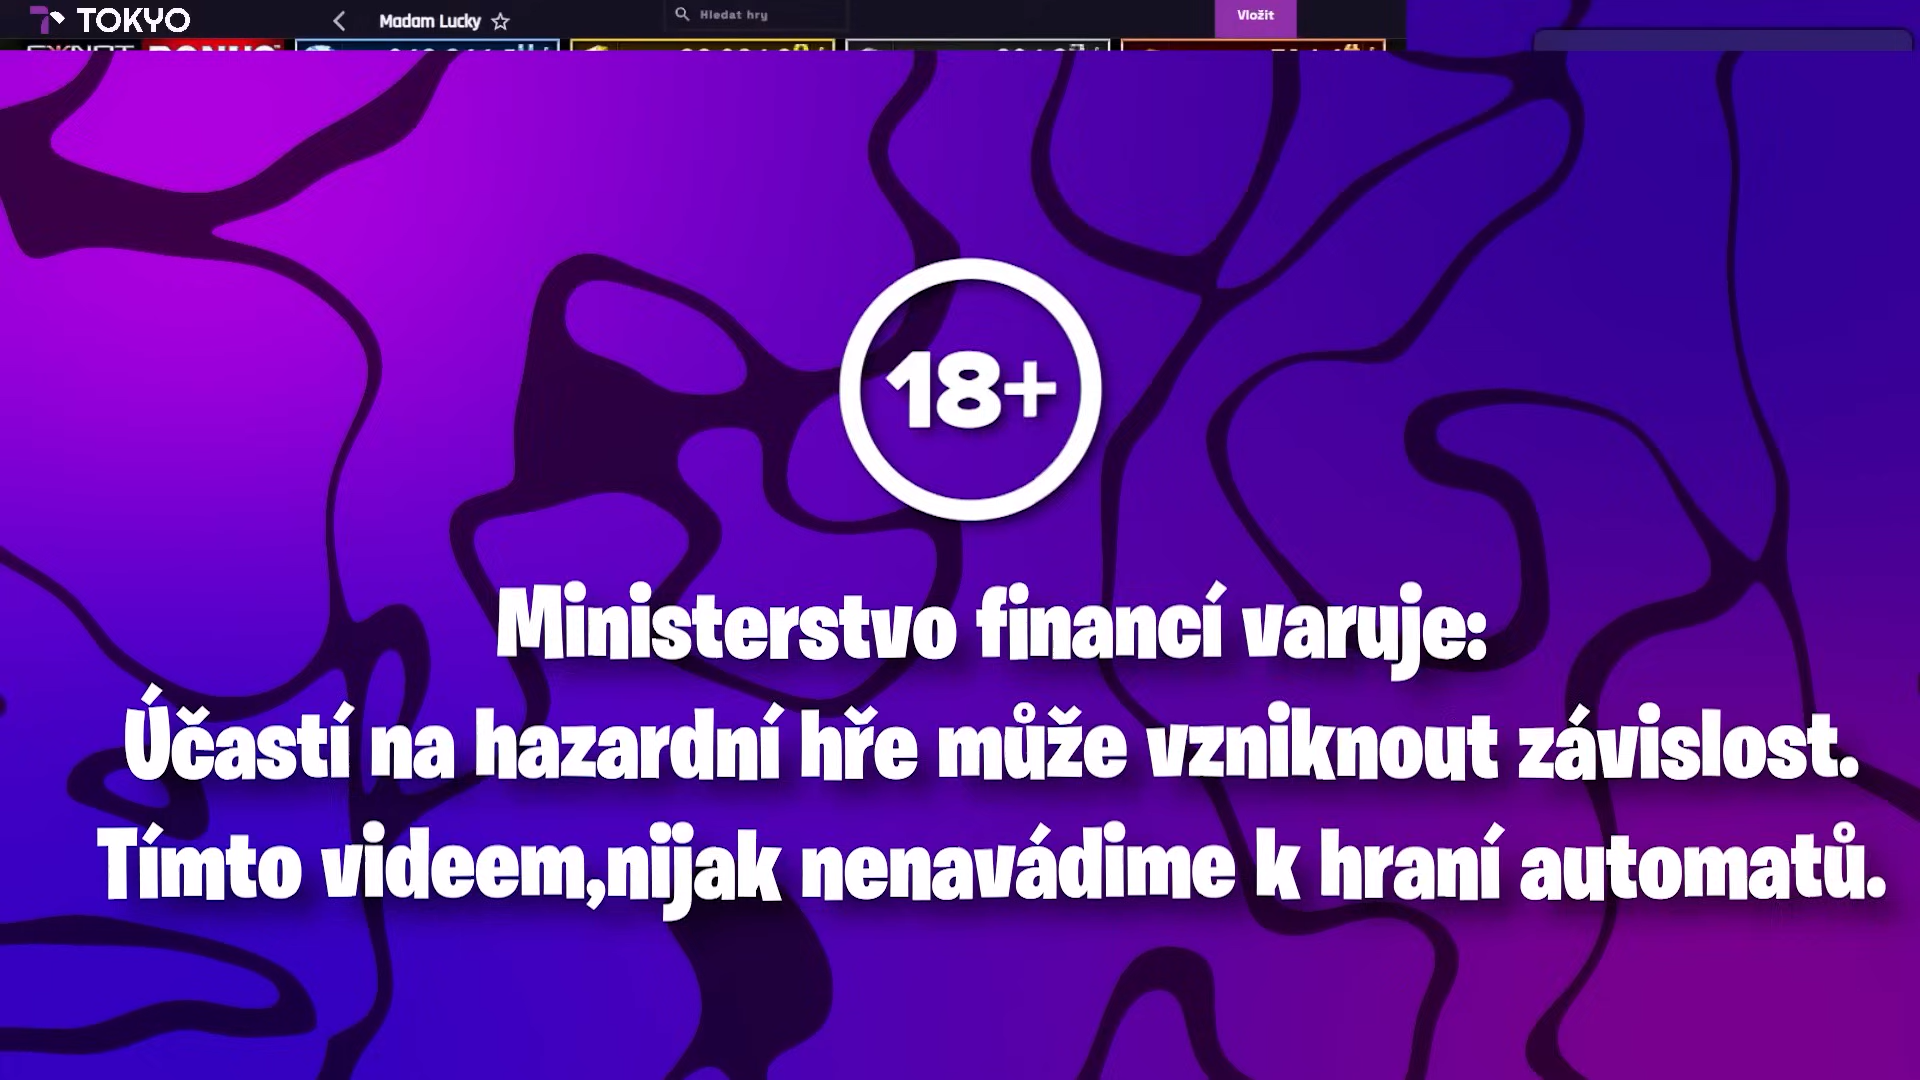 TOKYO
Madam Lucky
Hledat hry
Vložit
18+
Ministerstvo financí varuje:
Účastí na hazardní hře může vzniknout závislost.
Tímto videem,nijak nenavádime k hraní automatů.